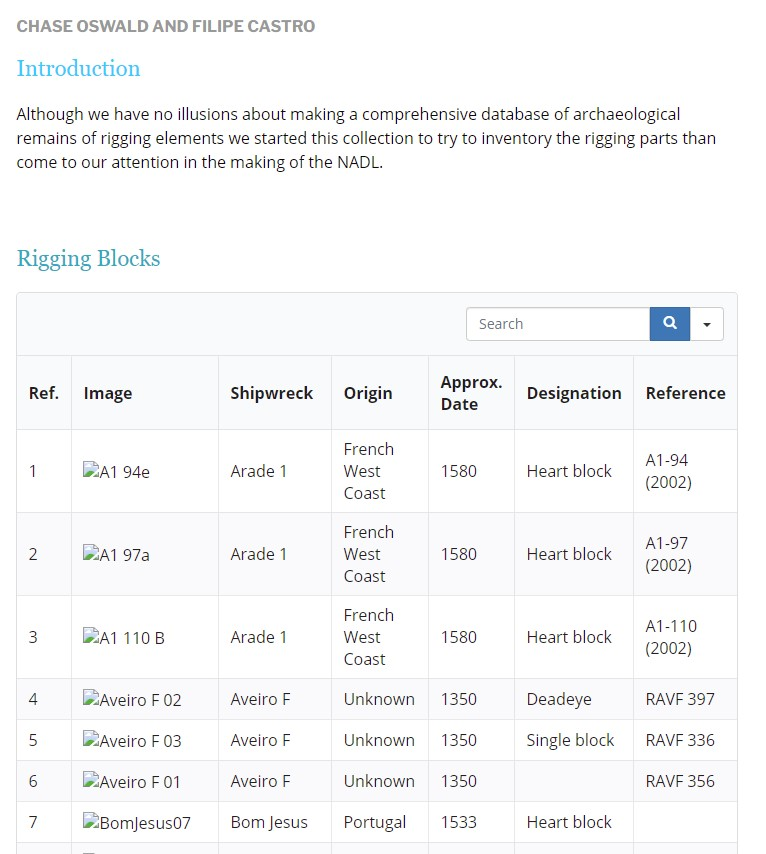 CHASE OSWALD AND FILIPE CASTRO
Introduction
Although we have no illusions about making a comprehensive database of archaeological
remains of rigging elements we started this collection to try to inventory the rigging parts than
come to our attention in the making of the NADL.
Rigging Blocks
Search
Ref. Image Shipwreck Origin Approx. Date Designation Reference
1 A1 94e Arade 1 French West Coast 1580 Heart block A1-94 (2002)
2 A1 97a Arade 1 French West Coast 1580 Heart block A1-97 (2002)
3 A1 110 B Arade 1 French West Coast 1580 Heart block A1-110 (2002)
4 Aveiro F 02 Aveiro F Unknown 1350 Deadeye RAVF 397
5 Aveiro F 03 Aveiro F Unknown 1350 Single block RAVF 336
6 Aveiro F 01 Aveiro F Unknown 1350 RAVF 356
7 BomJesus07 Bom Jesus Portugal 1533 Heart block